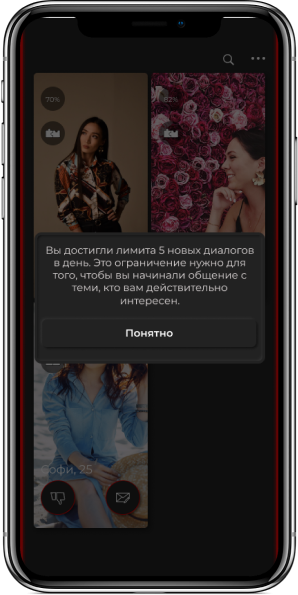 70%
62%
Вы достигли лимита 5 новых диалогов
в день. Это ограничение нужно для
того, чтобы вы начинали общение с
теми, кто вам действительно
интересен.
Понятно
Софи, 25